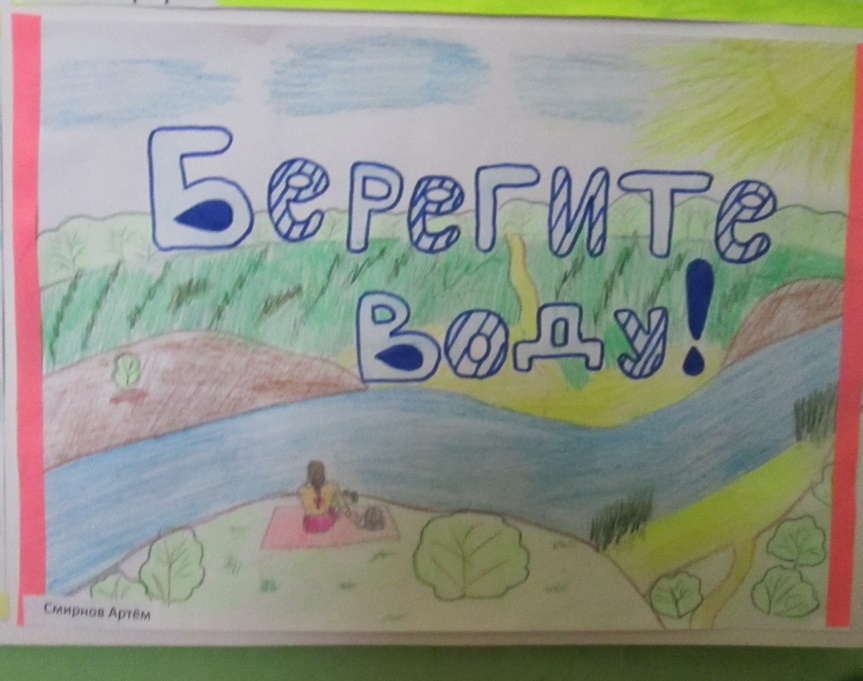 Берегите
воду!
Смирнов Артём